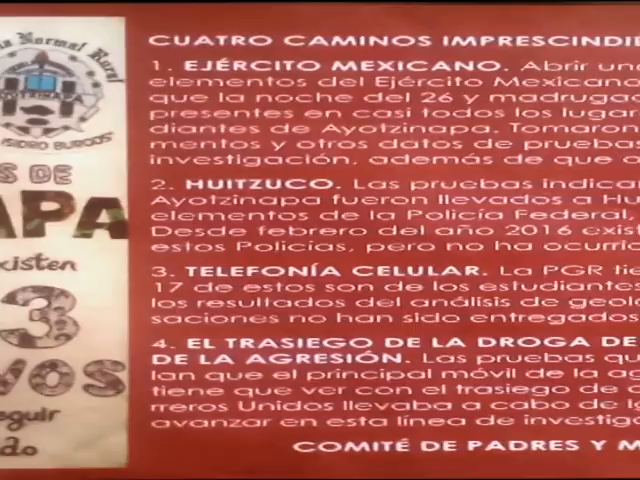 Normal Rural
ISIDRO BURGOS"
S DE
APA
xisten
3
VOS
eguir
do
CUATRO CAMINOS IMPRESCINDI
1. EJÉRCITO MEXICANO. Abrir un
elementos del Ejército Mexicano
que la noche del 26 y madruga
presentes en casi todos los lugar
diantes de Ayotzinapa. Tomaron
mentos y otros datos de pruebas
investigación, además de que o
2. HUITZUCO. Las pruebas indican
Ayotzinapa fueron llevados a Hu
elementos de la Policía Federal,
Desde febrero del año 2016 exist
estos Policías, pero no ha ocurri
3. TELEFONÍA CELULAR. La PGR tie
17 de estos son de los estudiantes
los resultados del análisis de geol
saciones no han sido entregados
4. EL TRASIEGO DE LA DROGA DE
DE LA AGRESIÓN. Las pruebas qu
lan que el principal móvil de la ag
tiene que ver con el trasiego de
rreros Unidos llevaba a cabo de
avanzar en esta línea de investig
COMITÉ DE PADRES Y M